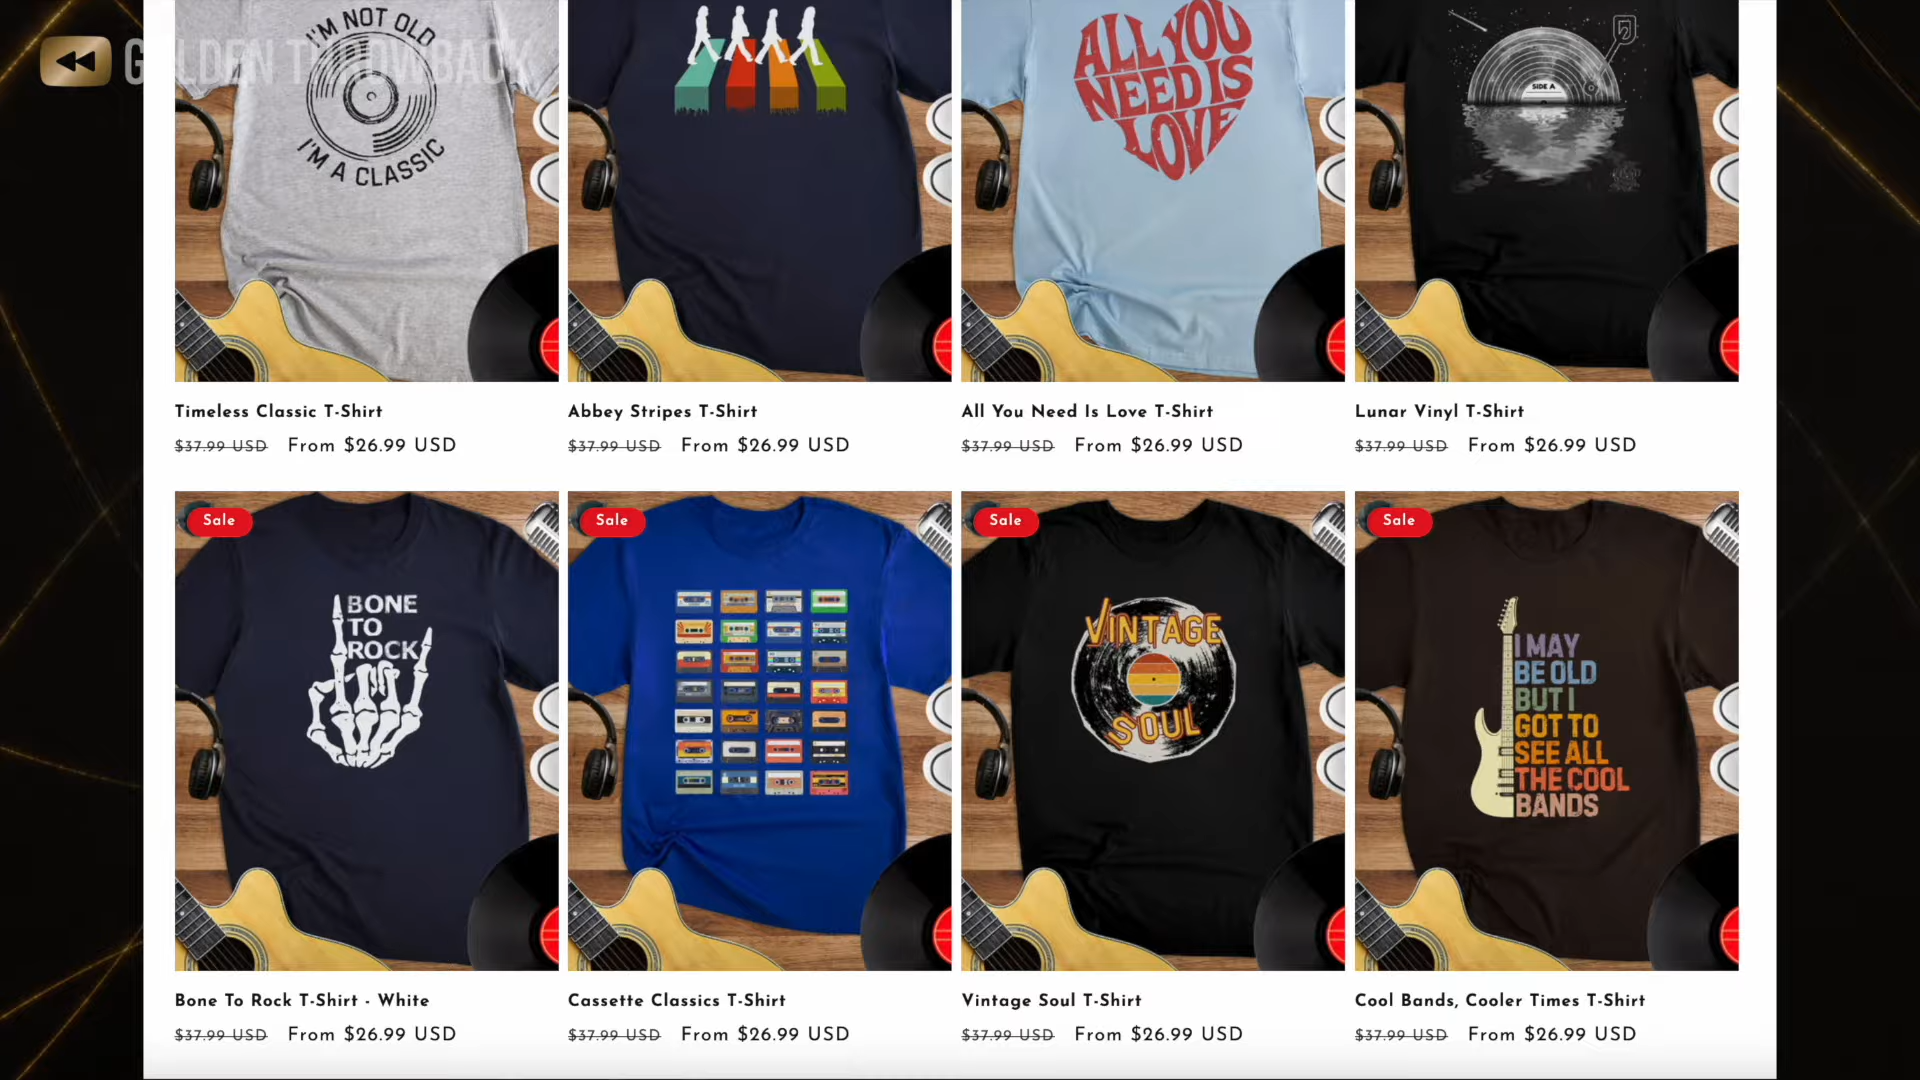 GOLDEN THROWBACK
I'M NOT OLD
I'M A CLASSIC
ALL YOU
NEED IS
LOVE
SIDE A
Timeless Classic T-Shirt
$37.99 USD From $26.99 USD
Abbey Stripes T-Shirt
$37.99 USD From $26.99 USD
All You Need Is Love T-Shirt
$37.99 USD From $26.99 USD
Lunar Vinyl T-Shirt
$37.99 USD From $26.99 USD
Sale
BONE
TO
ROCK
Sale
Sale
VINTAGE
SOUL
Sale
I MAY
BE OLD
BUT I
GOT TO
SEE ALL
THE COOL
BANDS
Bone To Rock T-Shirt - White
$37.99 USD From $26.99 USD
Cassette Classics T-Shirt
$37.99 USD From $26.99 USD
Vintage Soul T-Shirt
$37.99 USD From $26.99 USD
Cool Bands, Cooler Times T-Shirt
$37.99 USD From $26.99 USD